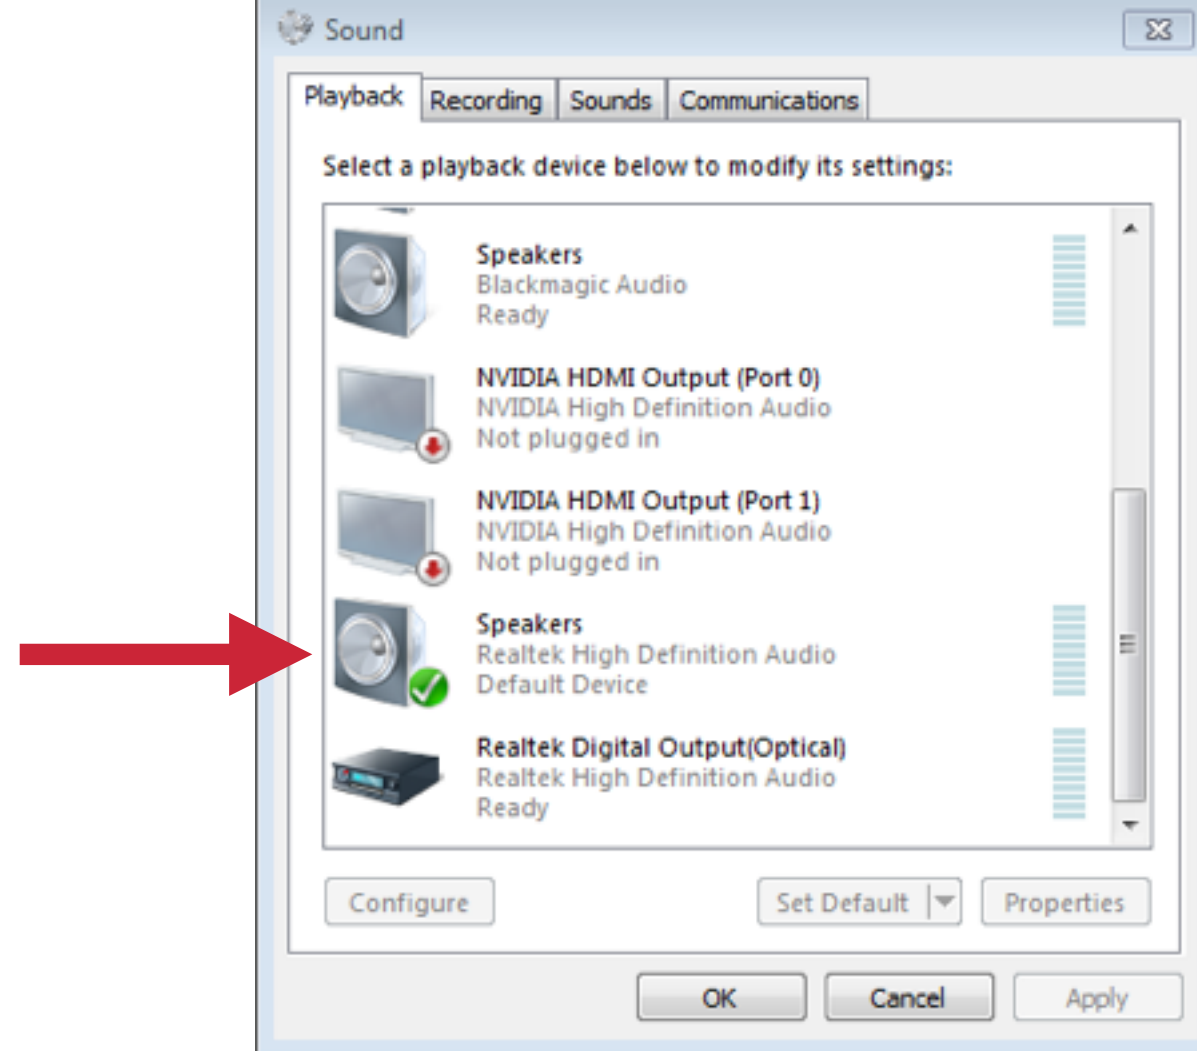 Sound
Playback Recording Sounds Communications
Select a playback device below to modify its settings:
Speakers
Blackmagic Audio
Ready
NVIDIA HDMI Output (Port 0)
NVIDIA High Definition Audio
Not plugged in
NVIDIA HDMI Output (Port 1)
NVIDIA High Definition Audio
Not plugged in
Speakers
Realtek High Definition Audio
Default Device
Realtek Digital Output(Optical)
Realtek High Definition Audio
Ready
Configure Set Default Properties
OK Cancel Apply